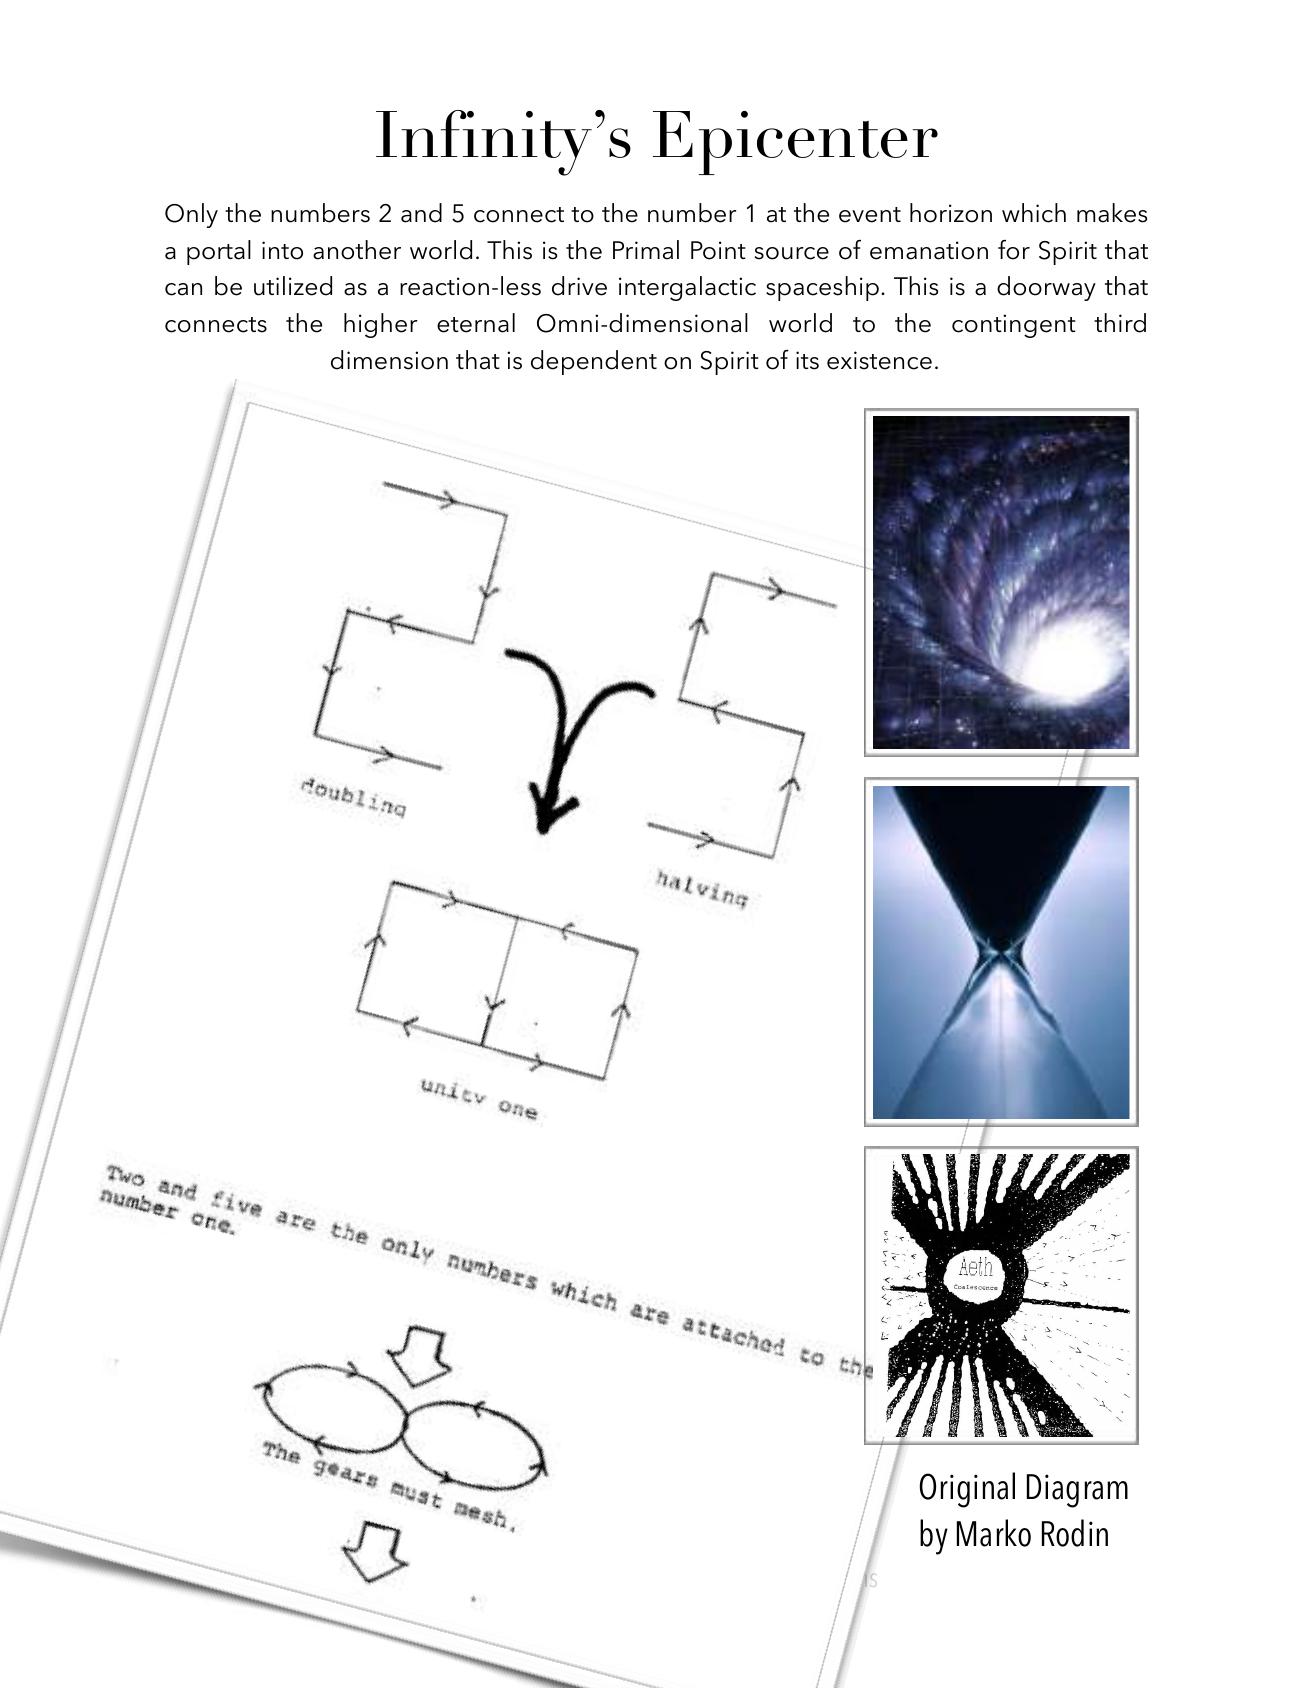 Infinity’s Epicenter
Only the numbers 2 and 5 connect to the number 1 at the event horizon which makes
a portal into another world. This is the Primal Point source of emanation for Spirit that
can be utilized as a reaction-less drive intergalactic spaceship. This is a doorway that
connects the higher eternal Omni-dimensional world to the contingent third
dimension that is dependent on Spirit of its existence.
doubling
halving
unity one
Two and five are the only numbers which are attached to the
number one.
The gears must mesh.
Aeth
Coalescence
Original Diagram
by Marko Rodin
IS